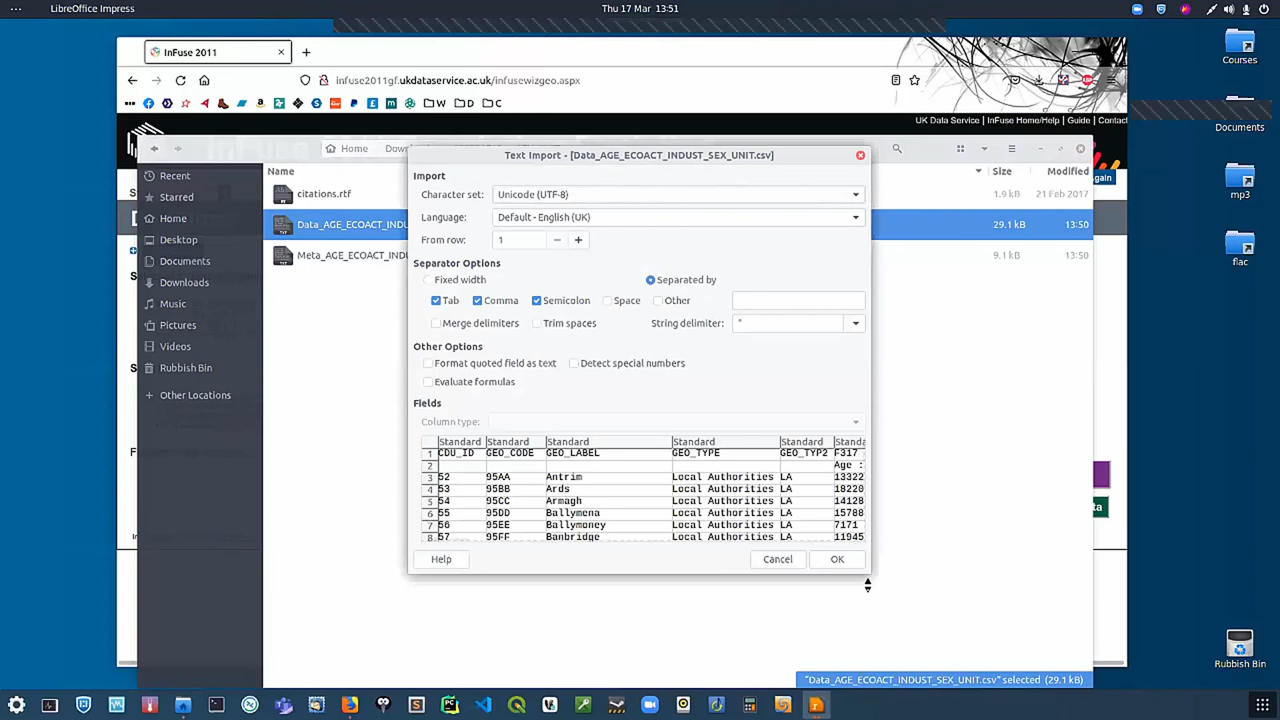 LibreOffice Impress
Thu 17 Mar 13:51
InFuse 2011
infuse2011gf.ukdataservice.ac.uk/infusewizgeo.aspx
W D C
UK Data Service | InFuse Home/Help | Guide | Contact
Again
Home
Name Size Modified
Recent
Starred
Home
Desktop
Documents
Downloads
Music
Pictures
Videos
Rubbish Bin
Other Locations
citations.rtf 1.9 kB 21 Feb 2017
Data_AGE_ECOACT_INDU 29.1 kB 13:50
Meta_AGE_ECOACT_INDU 9.1 kB 13:50
Text Import - [Data_AGE_ECOACT_INDUST_SEX_UNIT.csv]
Import
Character set: Unicode (UTF-8)
Language: Default - English (UK)
From row: 1
Separator Options
Fixed width Separated by
Tab Comma Semicolon Space Other
Merge delimiters Trim spaces String delimiter: "
Other Options
Format quoted field as text Detect special numbers
Evaluate formulas
Fields
Column type:
Standard Standard Standard Standard Standard Standa
1 CDU_ID GEO_CODE GEO_LABEL GEO_TYPE GEO_TYP2 F317
2 Age :
3 52 95AA Antrim Local Authorities LA 13322
4 53 95BB Ards Local Authorities LA 18220
5 54 95CC Armagh Local Authorities LA 14128
6 55 95DD Ballymena Local Authorities LA 15788
7 56 95EE Ballymoney Local Authorities LA 7171
8 57 95FF Banbridge Local Authorities LA 11945
Help Cancel OK
"Data_AGE_ECOACT_INDUST_SEX_UNIT.csv" selected (29.1 kB)
Courses
Documents
mp3
flac
Rubbish Bin